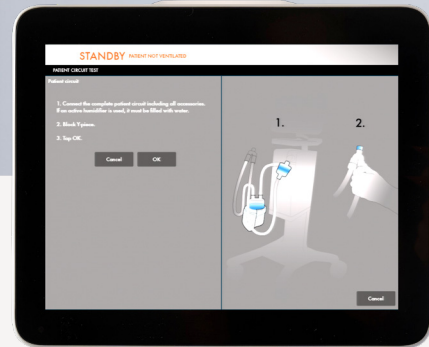 STANDBY PATIENT NOT VENTILATED
PATIENT CIRCUIT TEST
Patient circuit
1. Connect the complete patient circuit including all accessories.
If an active humidifier is used, it must be filled with water.
2. Block Y-piece.
3. Tap OK.
Cancel OK
1. 2.
Cancel